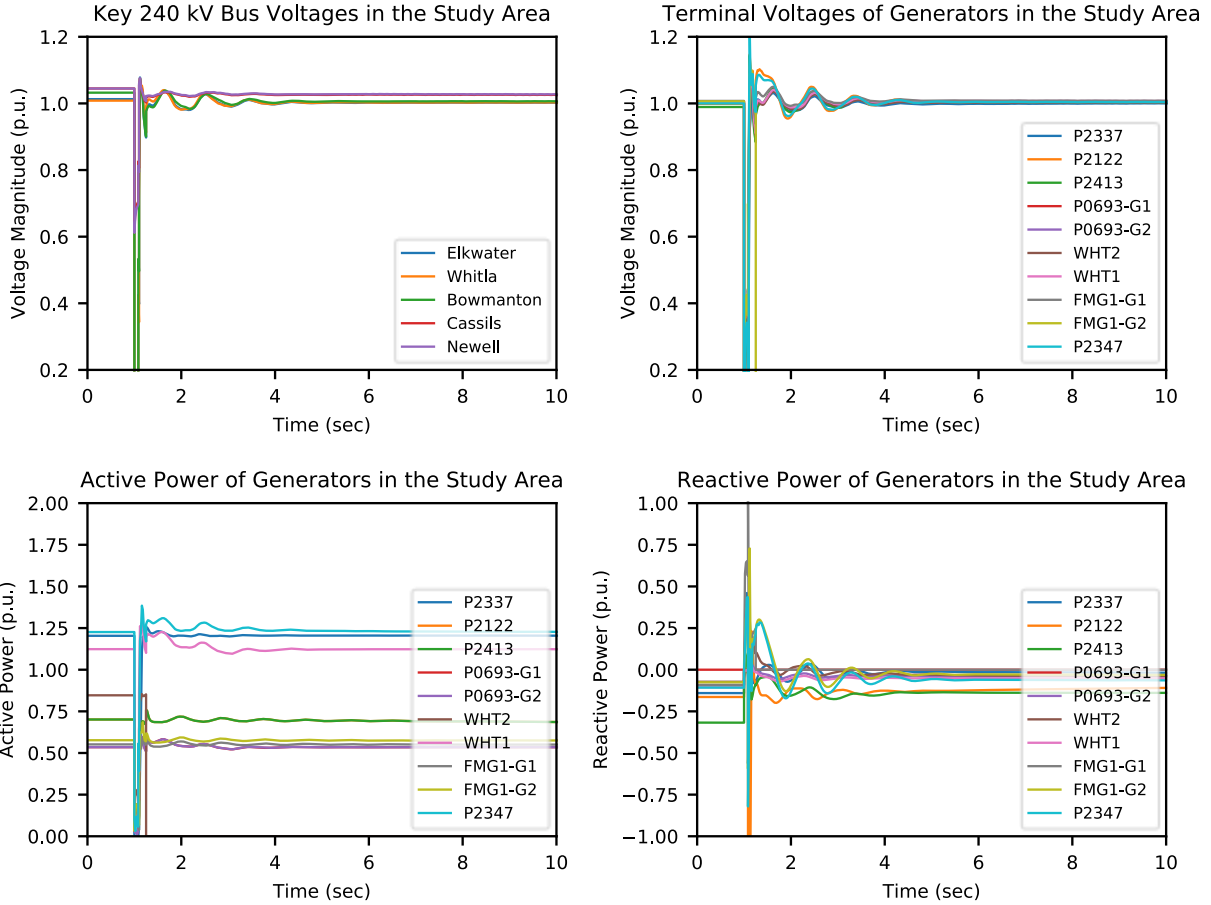 Key 240 kV Bus Voltages in the Study Area
1.2
1.0
0.8
0.6
0.4
0.2
Voltage Magnitude (p.u.)
Elkwater
Whitla
Bowmanton
Cassils
Newell
0 2 4 6 8 10
Time (sec)
Terminal Voltages of Generators in the Study Area
1.2
1.0
0.8
0.6
0.4
0.2
Voltage Magnitude (p.u.)
P2337
P2122
P2413
P0693-G1
P0693-G2
WHT2
WHT1
FMG1-G1
FMG1-G2
P2347
0 2 4 6 8 10
Time (sec)
Active Power of Generators in the Study Area
2.00
1.75
1.50
1.25
1.00
0.75
0.50
0.25
0.00
Active Power (p.u.)
P2337
P2122
P2413
P0693-G1
P0693-G2
WHT2
WHT1
FMG1-G1
FMG1-G2
P2347
0 2 4 6 8 10
Time (sec)
Reactive Power of Generators in the Study Area
1.00
0.75
0.50
0.25
0.00
−0.25
−0.50
−0.75
−1.00
Reactive Power (p.u.)
P2337
P2122
P2413
P0693-G1
P0693-G2
WHT2
WHT1
FMG1-G1
FMG1-G2
P2347
0 2 4 6 8 10
Time (sec)